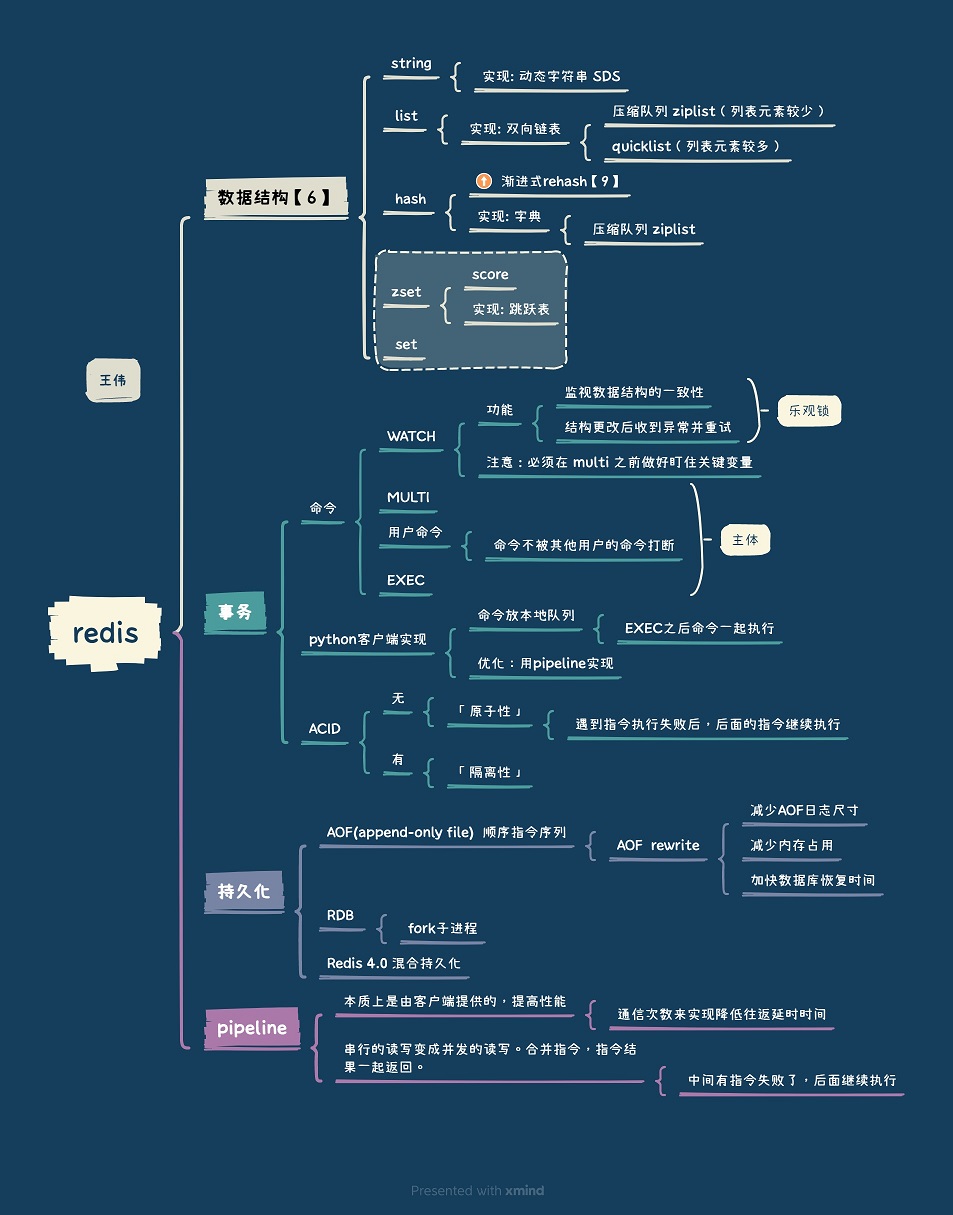 string
实现: 动态字符串 SDS
list
实现: 双向链表
压缩队列 ziplist（列表元素较少）
quicklist（列表元素较多）
数据结构【6】
hash
渐进式rehash【9】
实现: 字典
压缩队列 ziplist
zset
score
实现: 跳跃表
set
王伟
redis
事务
命令
WATCH
功能
监视数据结构的一致性
结构更改后收到异常并重试
乐观锁
注意：必须在 multi 之前做好盯住关键变量
MULTI
用户命令
命令不被其他用户的命令打断
EXEC
主体
python客户端实现
命令放本地队列
EXEC之后命令一起执行
优化：用pipeline实现
ACID
无
「原子性」
遇到指令执行失败后，后面的指令继续执行
有
「隔离性」
持久化
AOF(append-only file) 顺序指令序列
AOF rewrite
减少AOF日志尺寸
减少内存占用
加快数据库恢复时间
RDB
fork子进程
Redis 4.0 混合持久化
pipeline
本质上是由客户端提供的，提高性能
通信次数来实现降低往返延时时间
串行的读写变成并发的读写。合并指令，指令结
果一起返回。
中间有指令失败了，后面继续执行
Presented with xmind